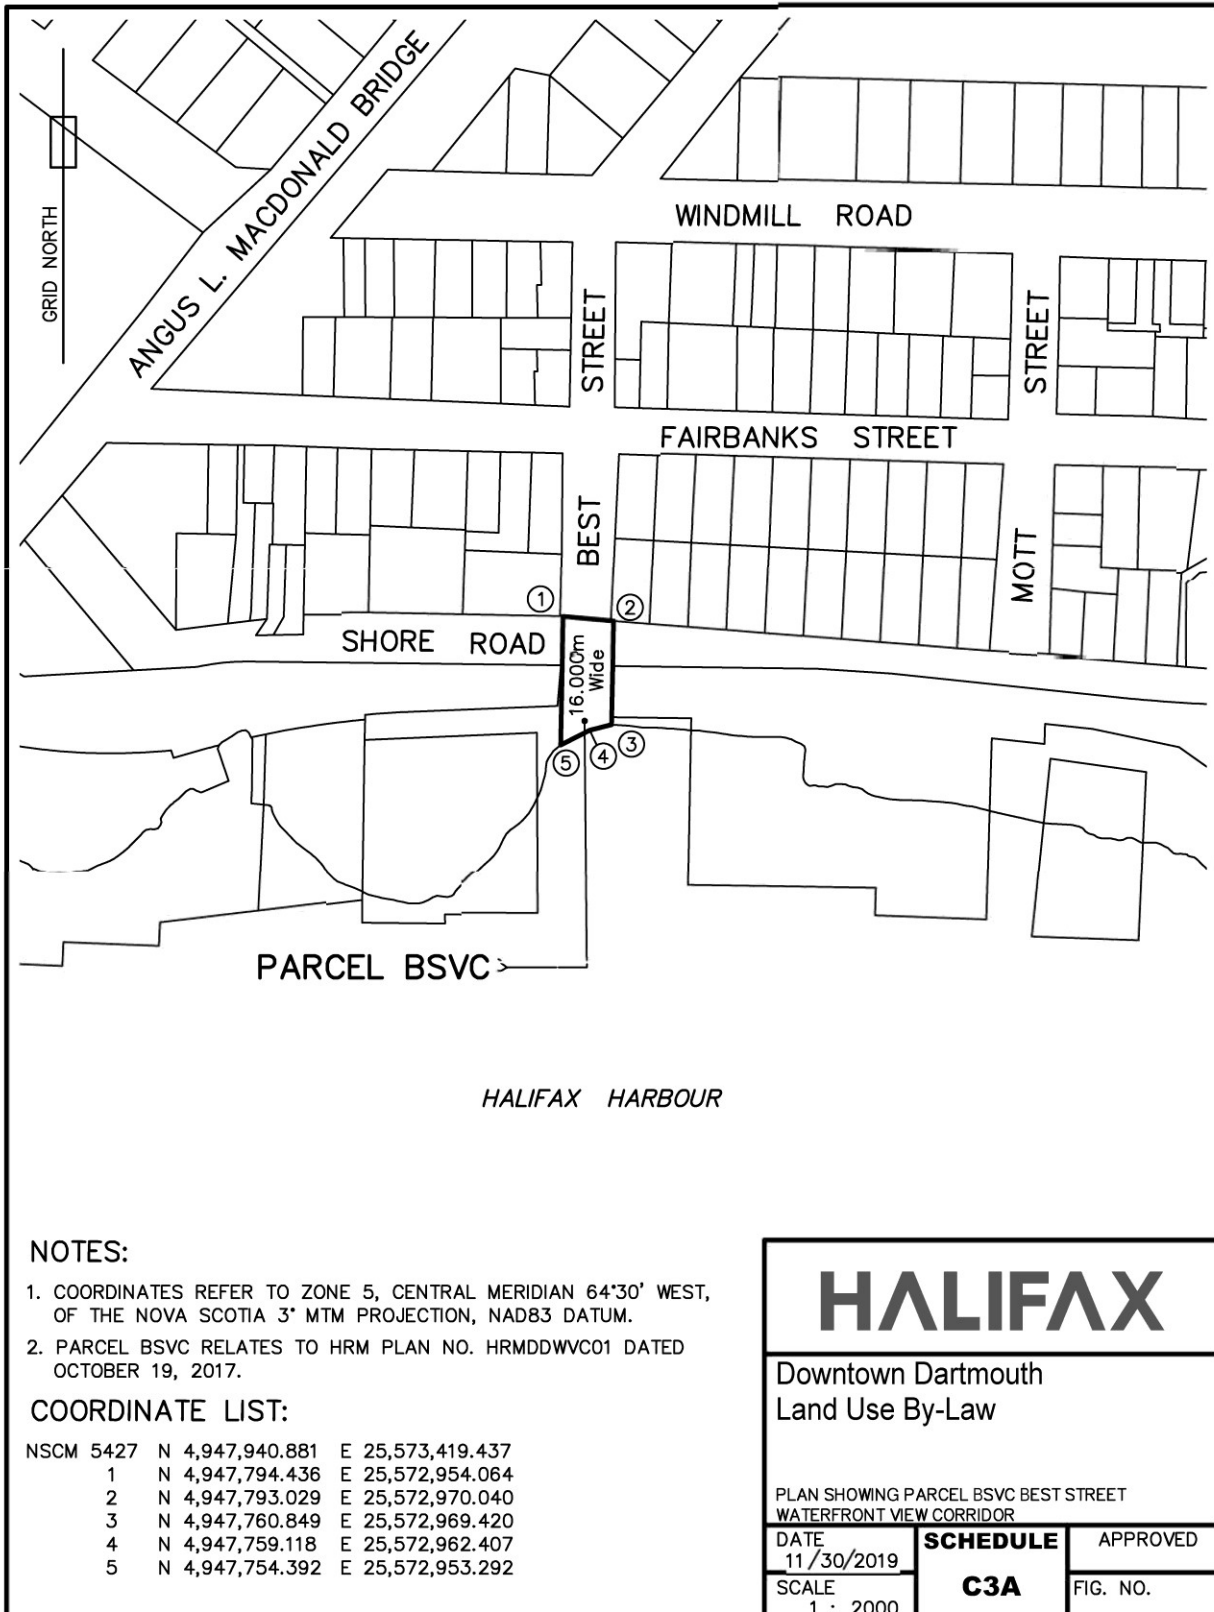 ANGUS L. MACDONALD BRIDGE
GRID NORTH
WINDMILL ROAD
STREET
STREET
FAIRBANKS STREET
BEST
MOTT
1
2
SHORE ROAD
16.000m
Wide
3
4
5
PARCEL BSVC
HALIFAX HARBOUR
NOTES:
1. COORDINATES REFER TO ZONE 5, CENTRAL MERIDIAN 64°30' WEST,
OF THE NOVA SCOTIA 3° MTM PROJECTION, NAD83 DATUM.
2. PARCEL BSVC RELATES TO HRM PLAN NO. HRMDDWVC01 DATED
OCTOBER 19, 2017.
COORDINATE LIST:
NSCM 5427 N 4,947,940.881 E 25,573,419.437
1 N 4,947,794.436 E 25,572,954.064
2 N 4,947,793.029 E 25,572,970.040
3 N 4,947,760.849 E 25,572,969.420
4 N 4,947,759.118 E 25,572,962.407
5 N 4,947,754.392 E 25,572,953.292
HALIFAX
Downtown Dartmouth
Land Use By-Law
PLAN SHOWING PARCEL BSVC BEST STREET
WATERFRONT VIEW CORRIDOR
DATE
11/30/2019
SCHEDULE
C3A
APPROVED
SCALE
1 : 2000
FIG. NO.